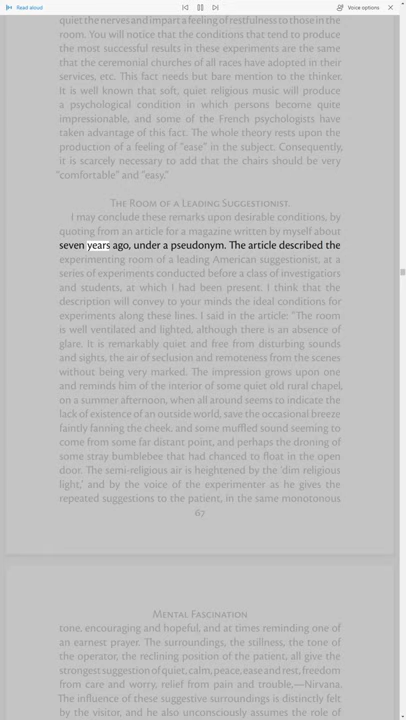 Read aloud
Voice options
quiet the nerves and impart a feeling of restfulness to those in the
room. You will notice that the conditions that tend to produce
the most successful results in these experiments are the same
that the ceremonial churches of all races have adopted in their
services, etc. This fact needs but bare mention to the thinker.
It is well known that soft, quiet religious music will produce
a psychological condition in which persons become quite
impressionable, and some of the French psychologists have
taken advantage of this fact. The whole theory rests upon the
production of a feeling of "ease" in the subject. Consequently,
it is scarcely necessary to add that the chairs should be very
“comfortable” and “easy.”
The Room of a Leading Suggestionist.
I may conclude these remarks upon desirable conditions, by
quoting from an article for a magazine written by myself about
seven years ago, under a pseudonym. The article described the
experimenting room of a leading American suggestionist, at a
series of experiments conducted before a class of investigators
and students, at which I had been present. I think that the
description will convey to your minds the ideal conditions for
experiments along these lines. I said in the article: “The room
is well ventilated and lighted, although there is an absence of
glare. It is remarkably quiet and free from disturbing sounds
and sights, the air of seclusion and remoteness from the scenes
without being very marked. The impression grows upon one
and reminds him of the interior of some quiet old rural chapel,
on a summer afternoon, when all around seems to indicate the
lack of existence of an outside world, save the occasional breeze
faintly fanning the cheek, and some muffled sound seeming to
come from some far distant point, and perhaps the droning of
some stray bumblebee that had chanced to float in the open
door. The semi-religious air is heightened by the ‘dim religious
light,’ and by the voice of the experimenter as he gives the
repeated suggestions to the patient, in the same monotonous
67
Mental Fascination
tone, encouraging and hopeful, and at times reminding one of
an earnest prayer. The surroundings, the stillness, the tone of
the operator, the reclining position of the patient, all give the
strongest suggestion of quiet, calm, peace, ease and rest, freedom
from care and worry, relief from pain and trouble,—Nirvana.
The influence of these suggestive surroundings is distinctly felt
by the visitor, and he also unconsciously assumes the role of